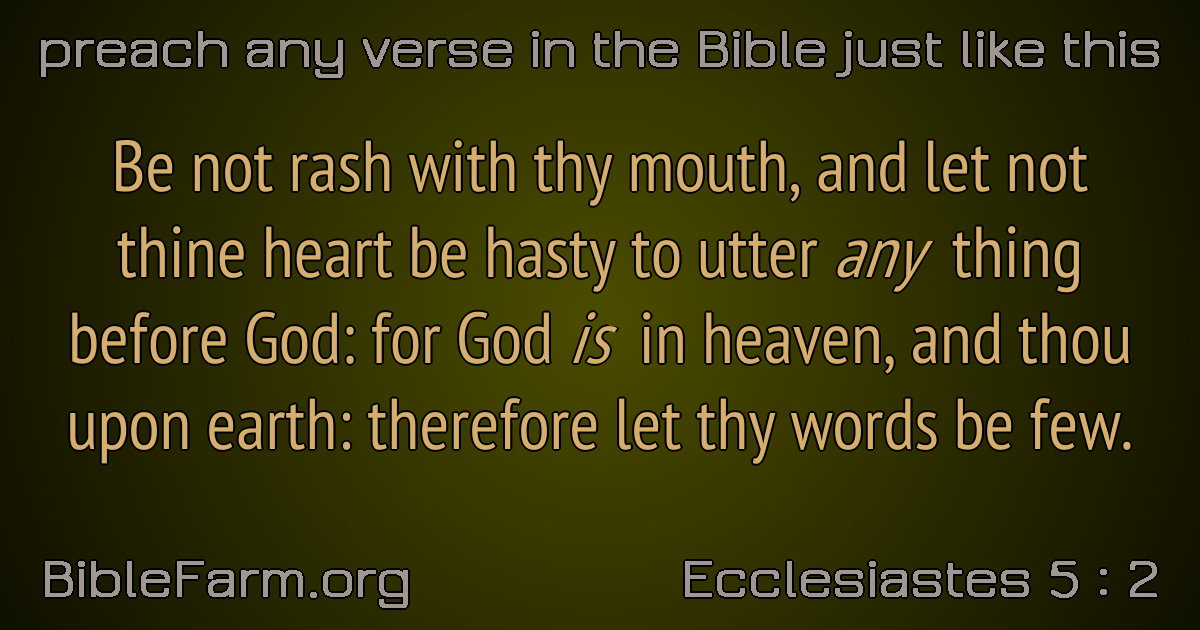 preach any verse in the Bible just like this
Be not rash with thy mouth, and let not
thine heart be hasty to utter any thing
before God: for God is in heaven, and thou
upon earth: therefore let thy words be few.
BibleFarm.org
Ecclesiastes 5 : 2